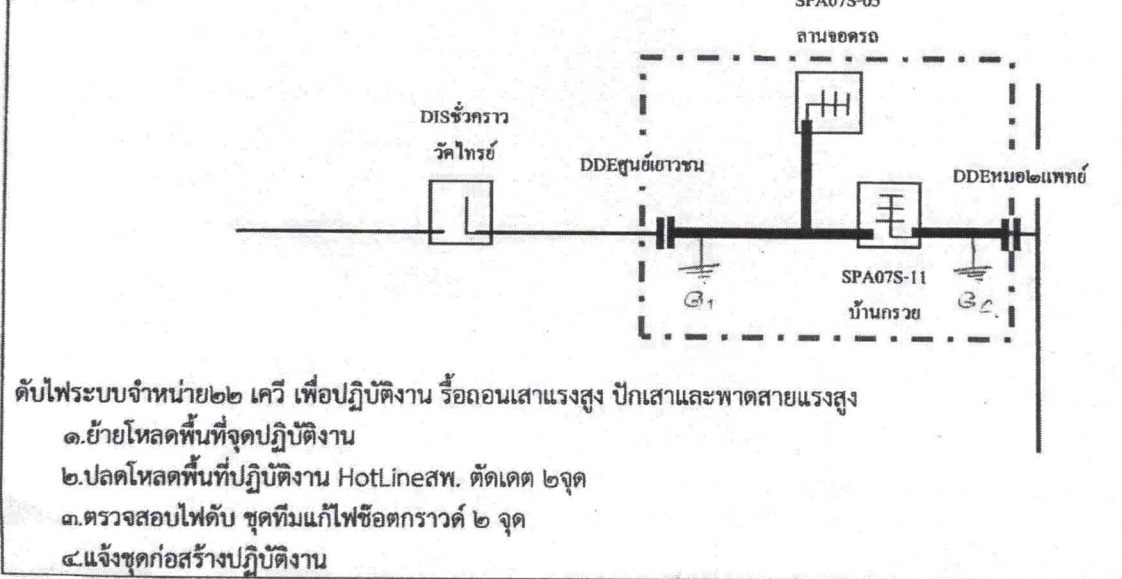 SPA07S-05
ลานจอดรถ
DISชั่วคราว
วัดไทรย์
DDEศูนย์เยาวชน
DDEหมอ๒แพทย์
SPA07S-11
บ้านกรวย
G1
G2
ดับไฟระบบจำหน่าย๒๒ เควี เพื่อปฏิบัติงาน รื้อถอนเสาแรงสูง ปักเสาและพาดสายแรงสูง
๑.ย้ายโหลดพื้นที่จุดปฏิบัติงาน
๒.ปลดโหลดพื้นที่ปฏิบัติงาน HotLineสพ. ตัดเดต ๒จุด
๓.ตรวจสอบไฟดับ ชุดทีมแก้ไฟช๊อตกราวด์ ๒ จุด
๔.แจ้งชุดก่อสร้างปฏิบัติงาน